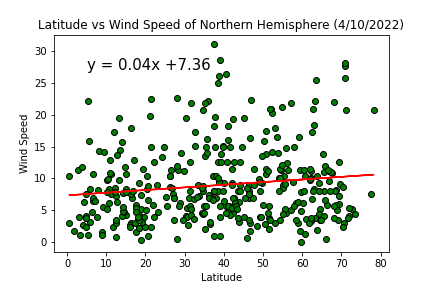 Latitude vs Wind Speed of Northern Hemisphere (4/10/2022)
y = 0.04x +7.36
30
25
20
15
10
5
0
Wind Speed
0 10 20 30 40 50 60 70 80
Latitude